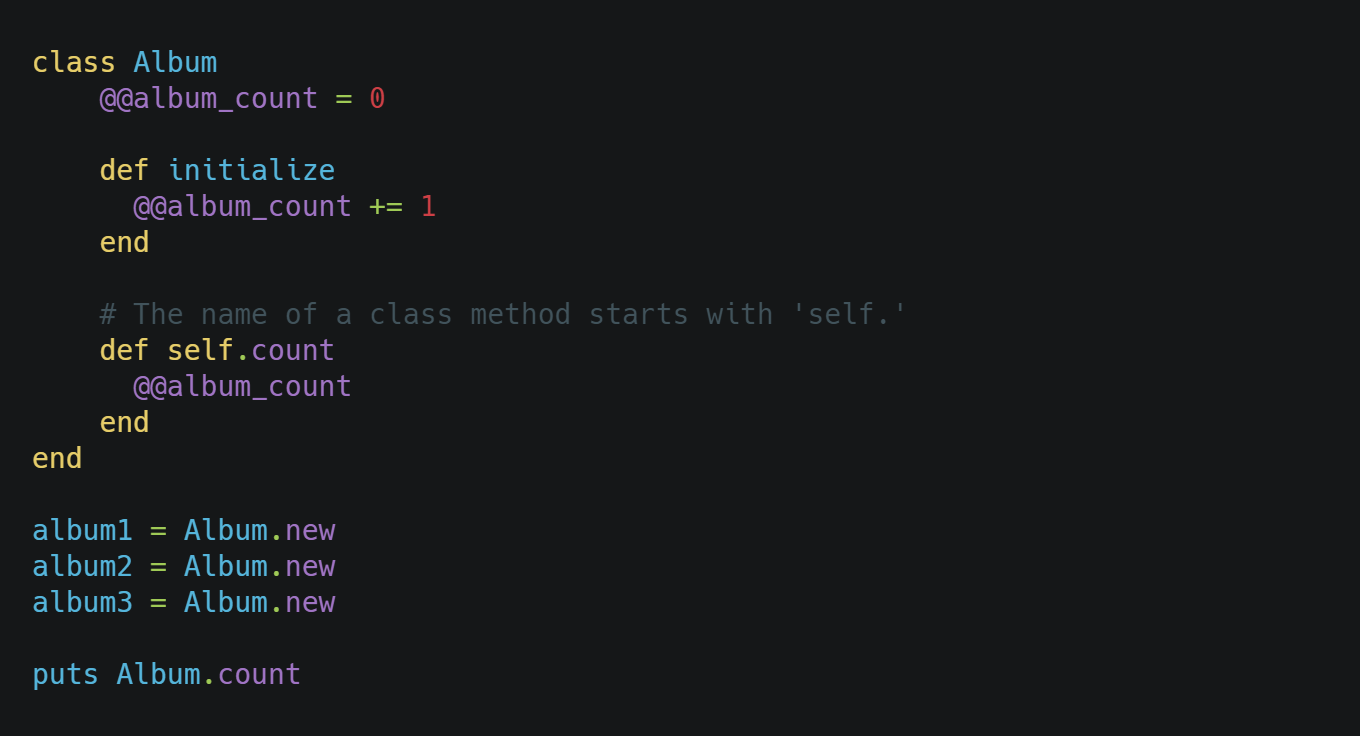 class Album
    @@album_count = 0

    def initialize
      @@album_count += 1
    end

    # The name of a class method starts with 'self.'
    def self.count
      @@album_count
    end
end

album1 = Album.new
album2 = Album.new
album3 = Album.new

puts Album.count